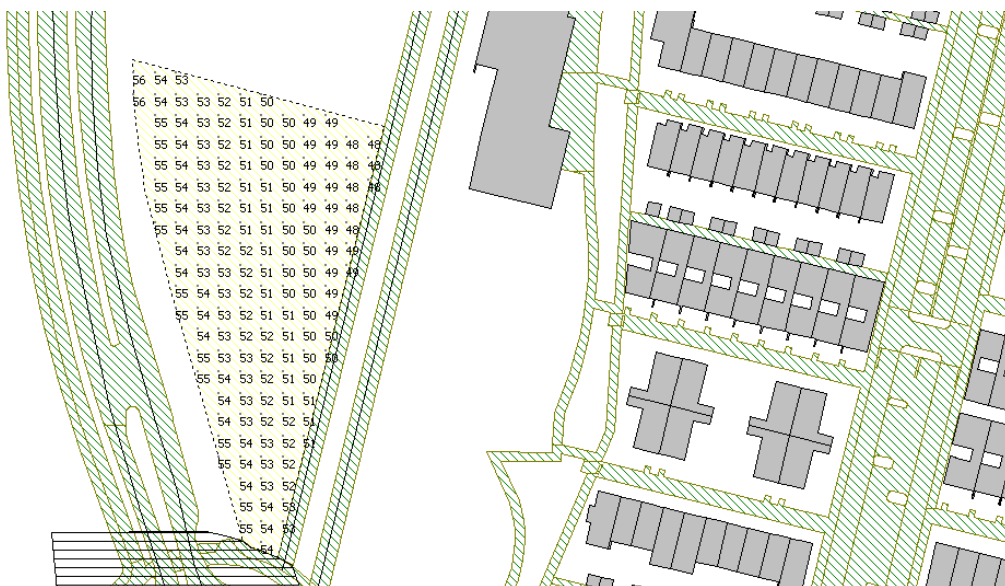 56 54 53
56 54 53 53 52 51 50
55 54 53 52 51 50 50 49 49
55 54 53 52 51 50 50 49 49 48 48
55 54 53 52 51 50 50 49 49 48 48
55 54 53 52 51 51 50 49 49 48 48
55 54 53 52 51 51 50 49 49 48
55 54 53 52 51 51 50 50 49 48
54 53 52 52 51 50 50 49 49
54 53 53 52 51 50 50 49 49
55 54 53 52 51 50 50 49
55 54 53 52 51 50 50 49
54 53 52 52 51 50 50
55 53 53 52 51 50 50
55 54 53 52 51 50
54 53 52 51 51
54 53 52 52 51
55 54 53 52 51
55 54 53 52
54 53 52
55 54 53
55 54 53
54